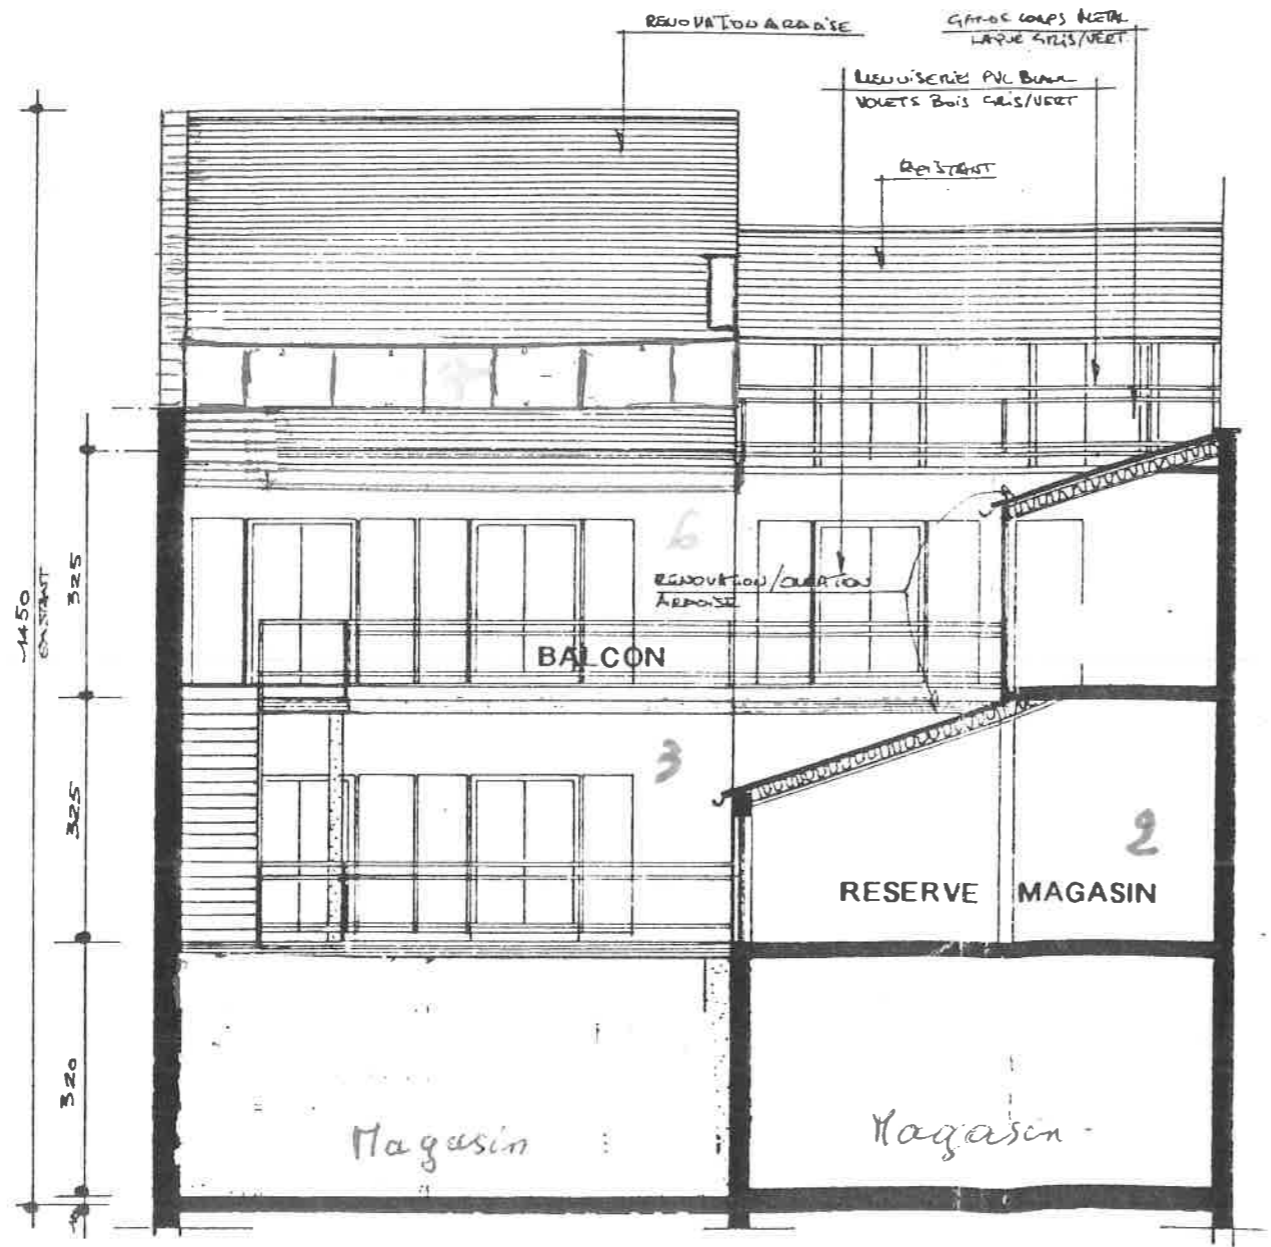 RENOVATION ARDOISE
GARDE CORPS METAL
LAQUE GRIS/VERT
MENUISERIE PVC BLANC
VOLETS BOIS GRIS/VERT
EXISTANT
1450
EXISTANT
325
6
RENOVATION/CREATION
ARDOISE
BALCON
3
325
2
RESERVE MAGASIN
320
Magasin
Magasin